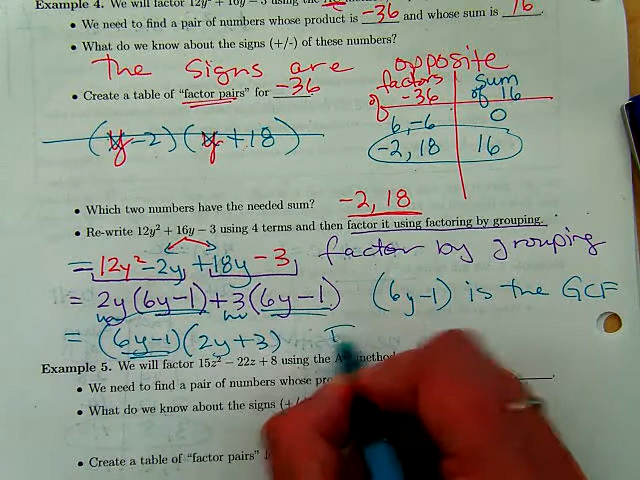 Example 4. We will factor 12y² + 16y − 3 using the
• We need to find a pair of numbers whose product is -36 and whose sum is 16
• What do we know about the signs (+/-) of these numbers?
The signs are opposite
• Create a table of "factor pairs" for -36
factors of -36 | sum of 16
6, -6 | 0
-2, 18 | 16
(y-2)(y+18)
• Which two numbers have the needed sum? -2, 18
• Re-write 12y² + 16y − 3 using 4 terms and then factor it using factoring by grouping.
= 12y² -2y +18y -3, factor by grouping
= 2y(6y-1)+3(6y-1) (6y-1) is the GCF
= (6y-1)(2y+3)
Example 5. We will factor 15z² − 22z + 8 using the method
• We need to find a pair of numbers whose
• What do we know about the signs
• Create a table of "factor pairs"